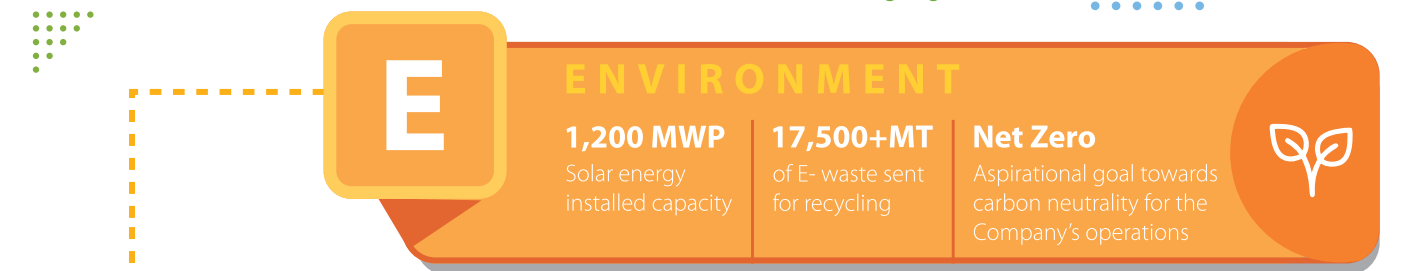 E
ENVIRONMENT
1,200 MWP
Solar energy
installed capacity
17,500+MT
of E- waste sent
for recycling
Net Zero
Aspirational goal towards
carbon neutrality for the
Company's operations